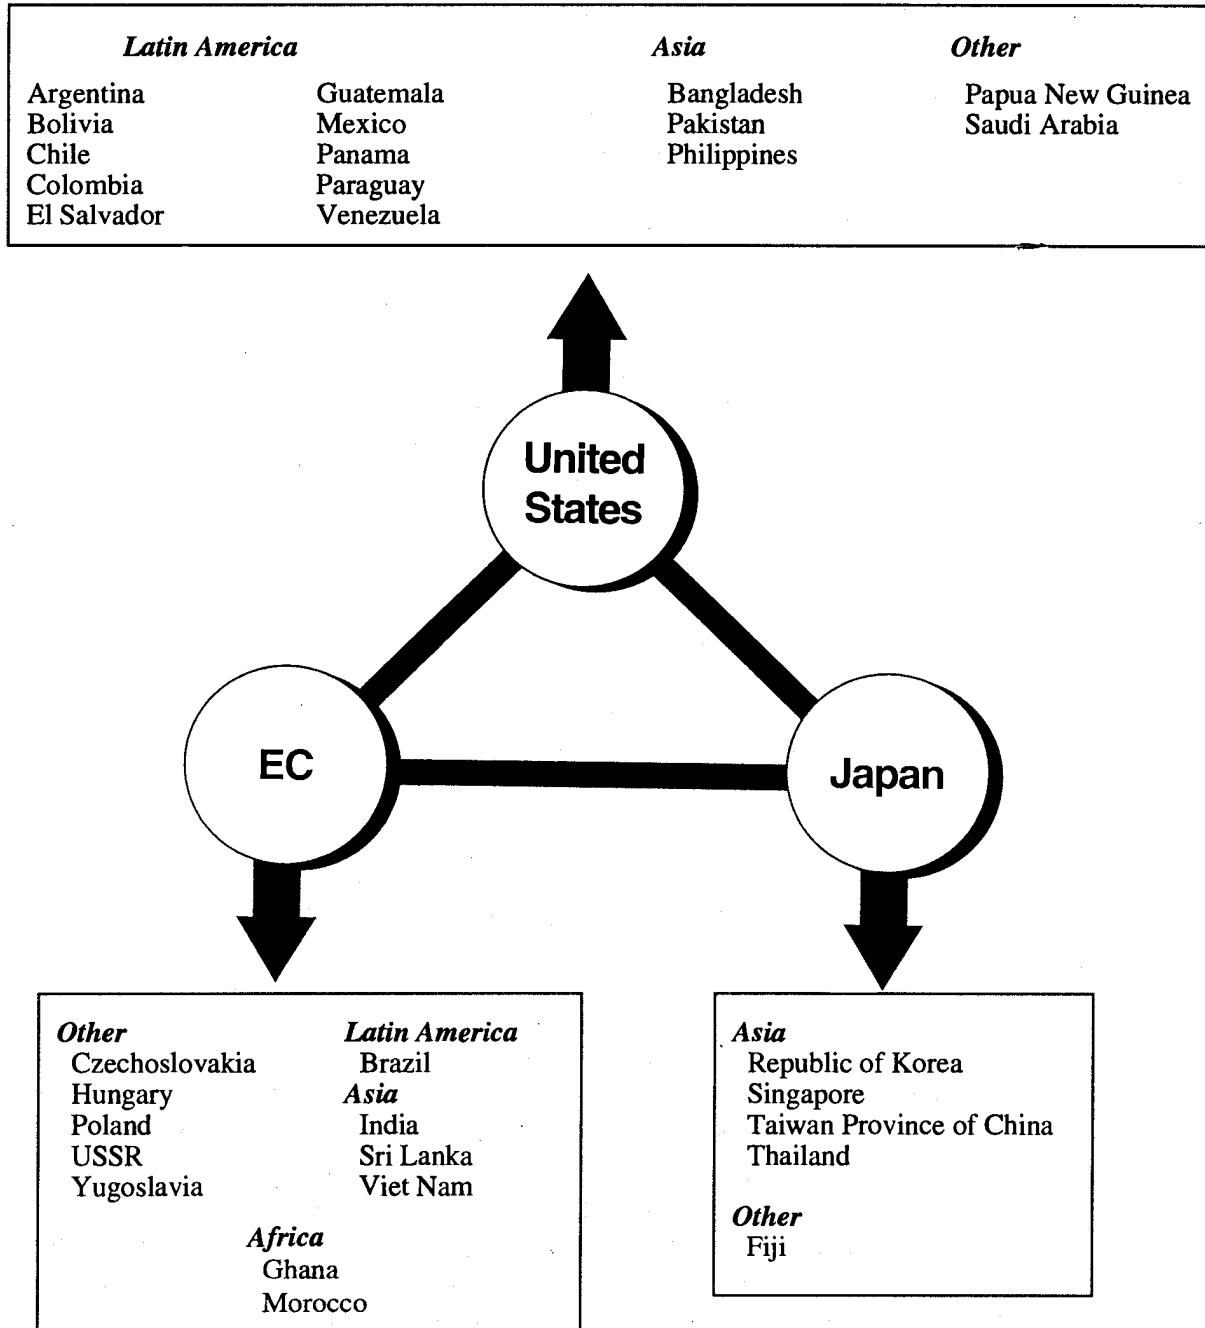 Latin America
Argentina
Bolivia
Chile
Colombia
El Salvador
Guatemala
Mexico
Panama
Paraguay
Venezuela
Asia
Bangladesh
Pakistan
Philippines
Other
Papua New Guinea
Saudi Arabia
United
States
EC
Japan
Other
Czechoslovakia
Hungary
Poland
USSR
Yugoslavia
Latin America
Brazil
Asia
India
Sri Lanka
Viet Nam
Africa
Ghana
Morocco
Asia
Republic of Korea
Singapore
Taiwan Province of China
Thailand
Other
Fiji